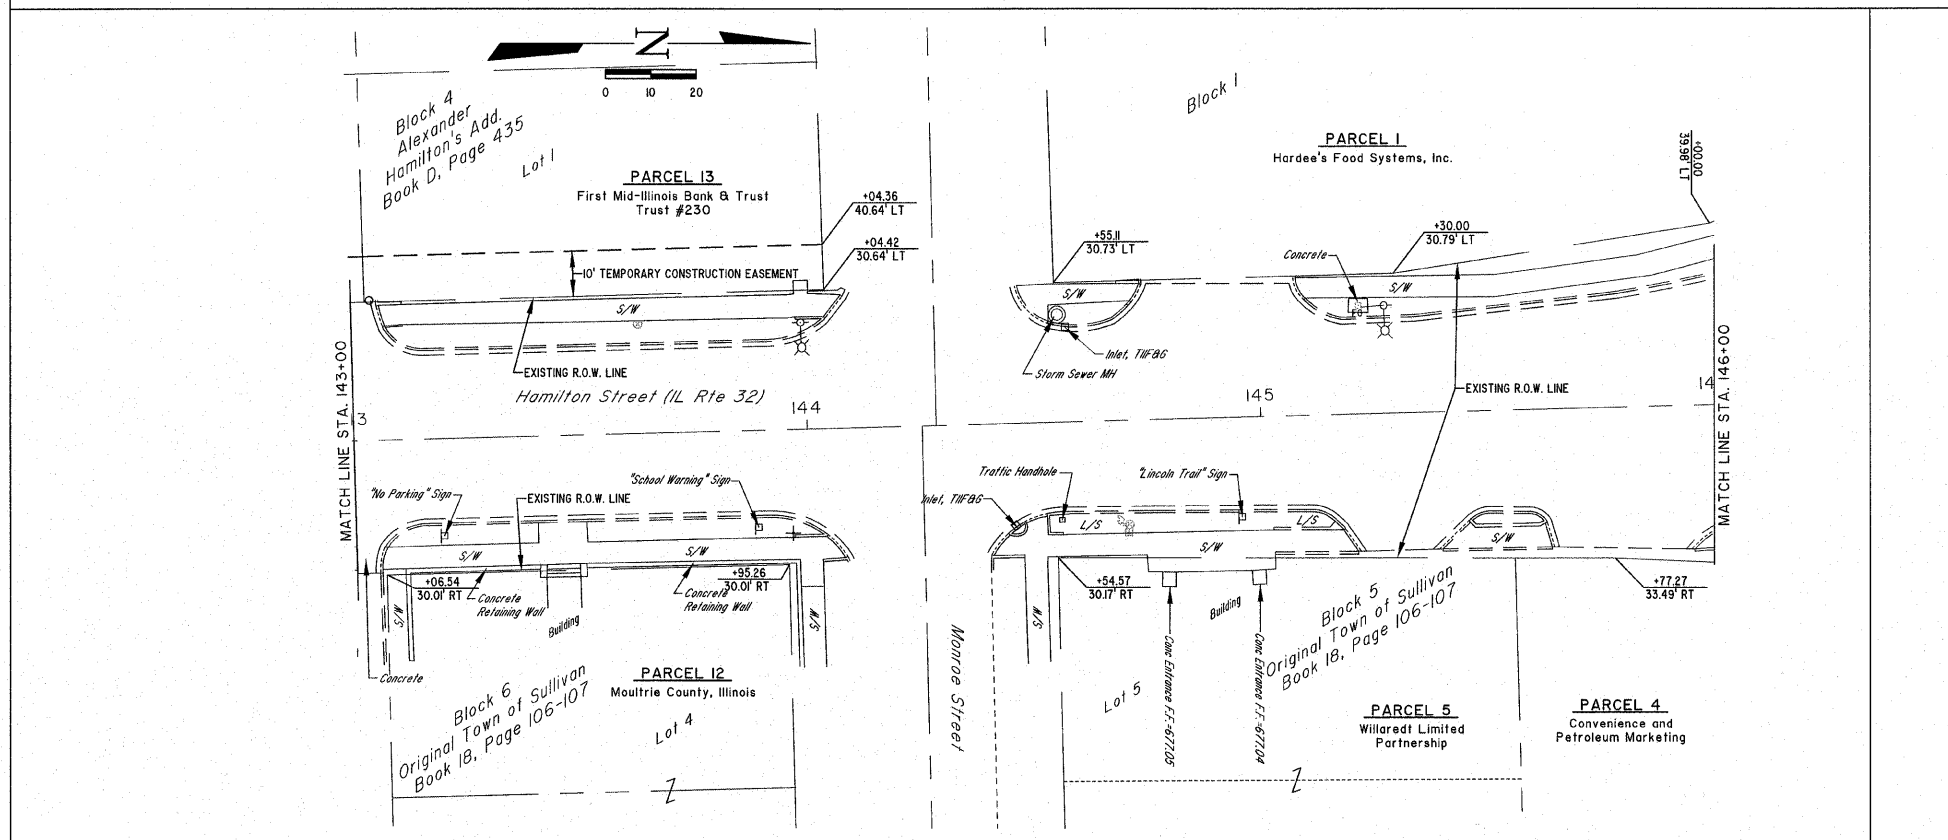 N
0 10 20
Block 4
Alexander
Hamilton's Add.
Book D, Page 435
Lot 1
PARCEL 13
First Mid-Illinois Bank & Trust
Trust #230
+04.36
40.64' LT
+04.42
30.64' LT
10' TEMPORARY CONSTRUCTION EASEMENT
S/W
EXISTING R.O.W. LINE
Hamilton Street (IL Rte 32)
Block 1
PARCEL 1
Hardee's Food Systems, Inc.
+00.00
39.98' LT
+55.11
30.73' LT
+30.00
30.79' LT
Concrete
S/W
S/W
Inlet, T11F&G
Storm Sewer MH
EXISTING R.O.W. LINE
MATCH LINE STA. 143+00
3
144
145
14
MATCH LINE STA. 146+00
"No Parking" Sign
EXISTING R.O.W. LINE
"School Warning" Sign
S/W
S/W
+06.54
30.01' RT
Concrete
Retaining Wall
+95.26
30.01' RT
Concrete
Retaining Wall
Building
S/W
S/W
Concrete
Block 6
Original Town of Sullivan
Book 18, Page 106-107
PARCEL 12
Moultrie County, Illinois
Lot 4
Z
Monroe Street
Traffic Handhole
"Lincoln Trail" Sign
Inlet, T11F&G
L/S
L/S
S/W
S/W
S/W
+54.57
30.17' RT
Building
Conc Entrance F.F.=677.05
Conc Entrance F.F.=677.04
Block 5
Original Town of Sullivan
Book 18, Page 106-107
+77.27
33.49' RT
Lot 5
PARCEL 5
Willaredt Limited
Partnership
PARCEL 4
Convenience and
Petroleum Marketing
Z